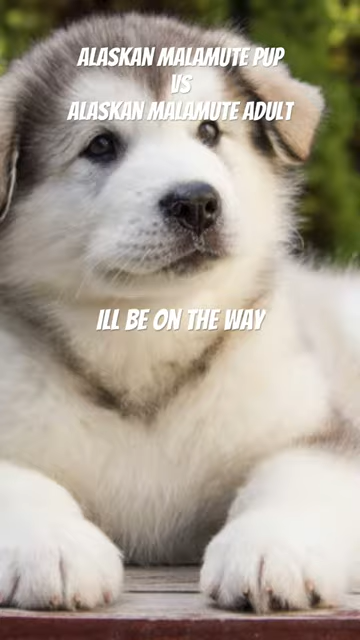 ALASKAN MALAMUTE PUP
VS
ALASKAN MALAMUTE ADULT
ILL BE ON THE WAY